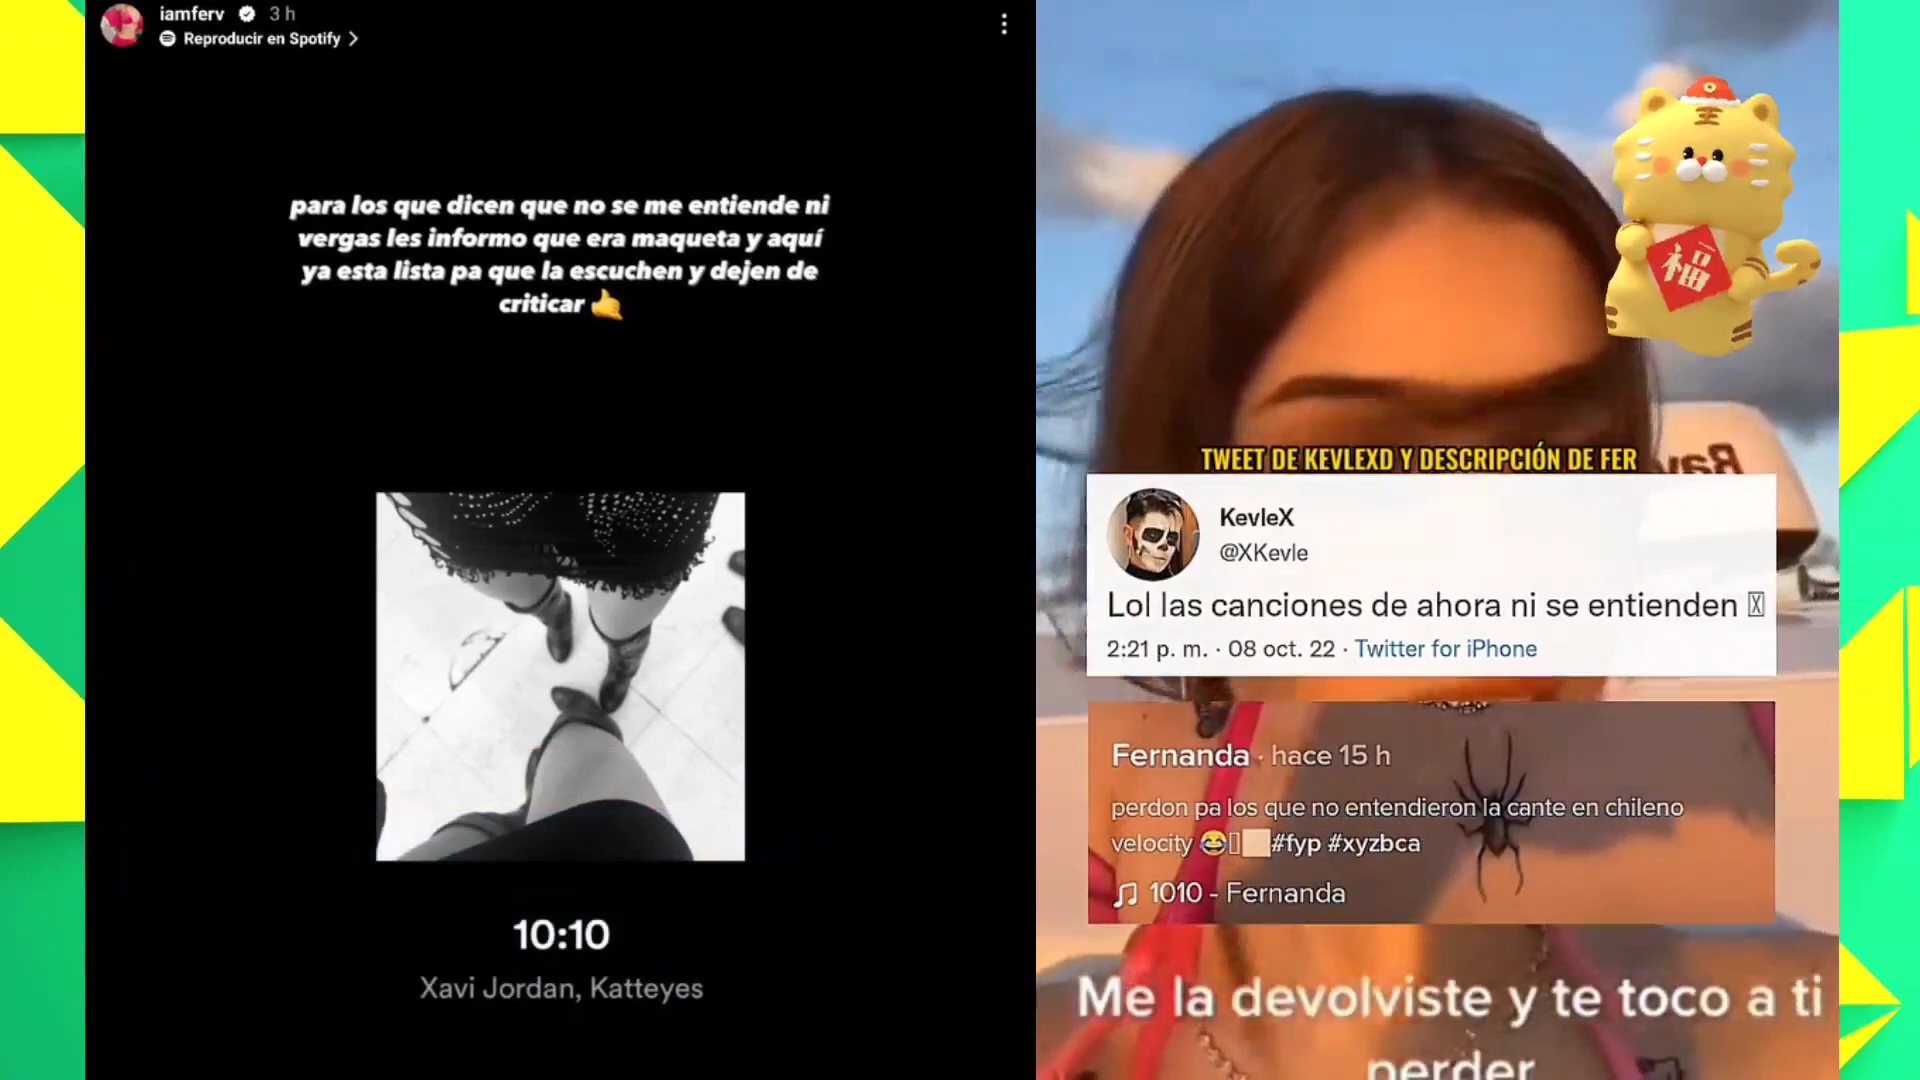 iamferv 3 h
Reproducir en Spotify
para los que dicen que no se me entiende ni
vergas les informo que era maqueta y aquí
ya esta lista pa que la escuchen y dejen de
criticar 🤙
10:10
Xavi Jordan, Katteyes
福
TWEET DE KEVLEXD Y DESCRIPCIÓN DE FER
KevleX
@XKevle
Lol las canciones de ahora ni se entienden
2:21 p. m. · 08 oct. 22 · Twitter for iPhone
Fernanda · hace 15 h
perdon pa los que no entendieron la cante en chileno
velocity 😂 #fyp #xyzbca
1010 - Fernanda
Me la devolviste y te toco a ti
perder